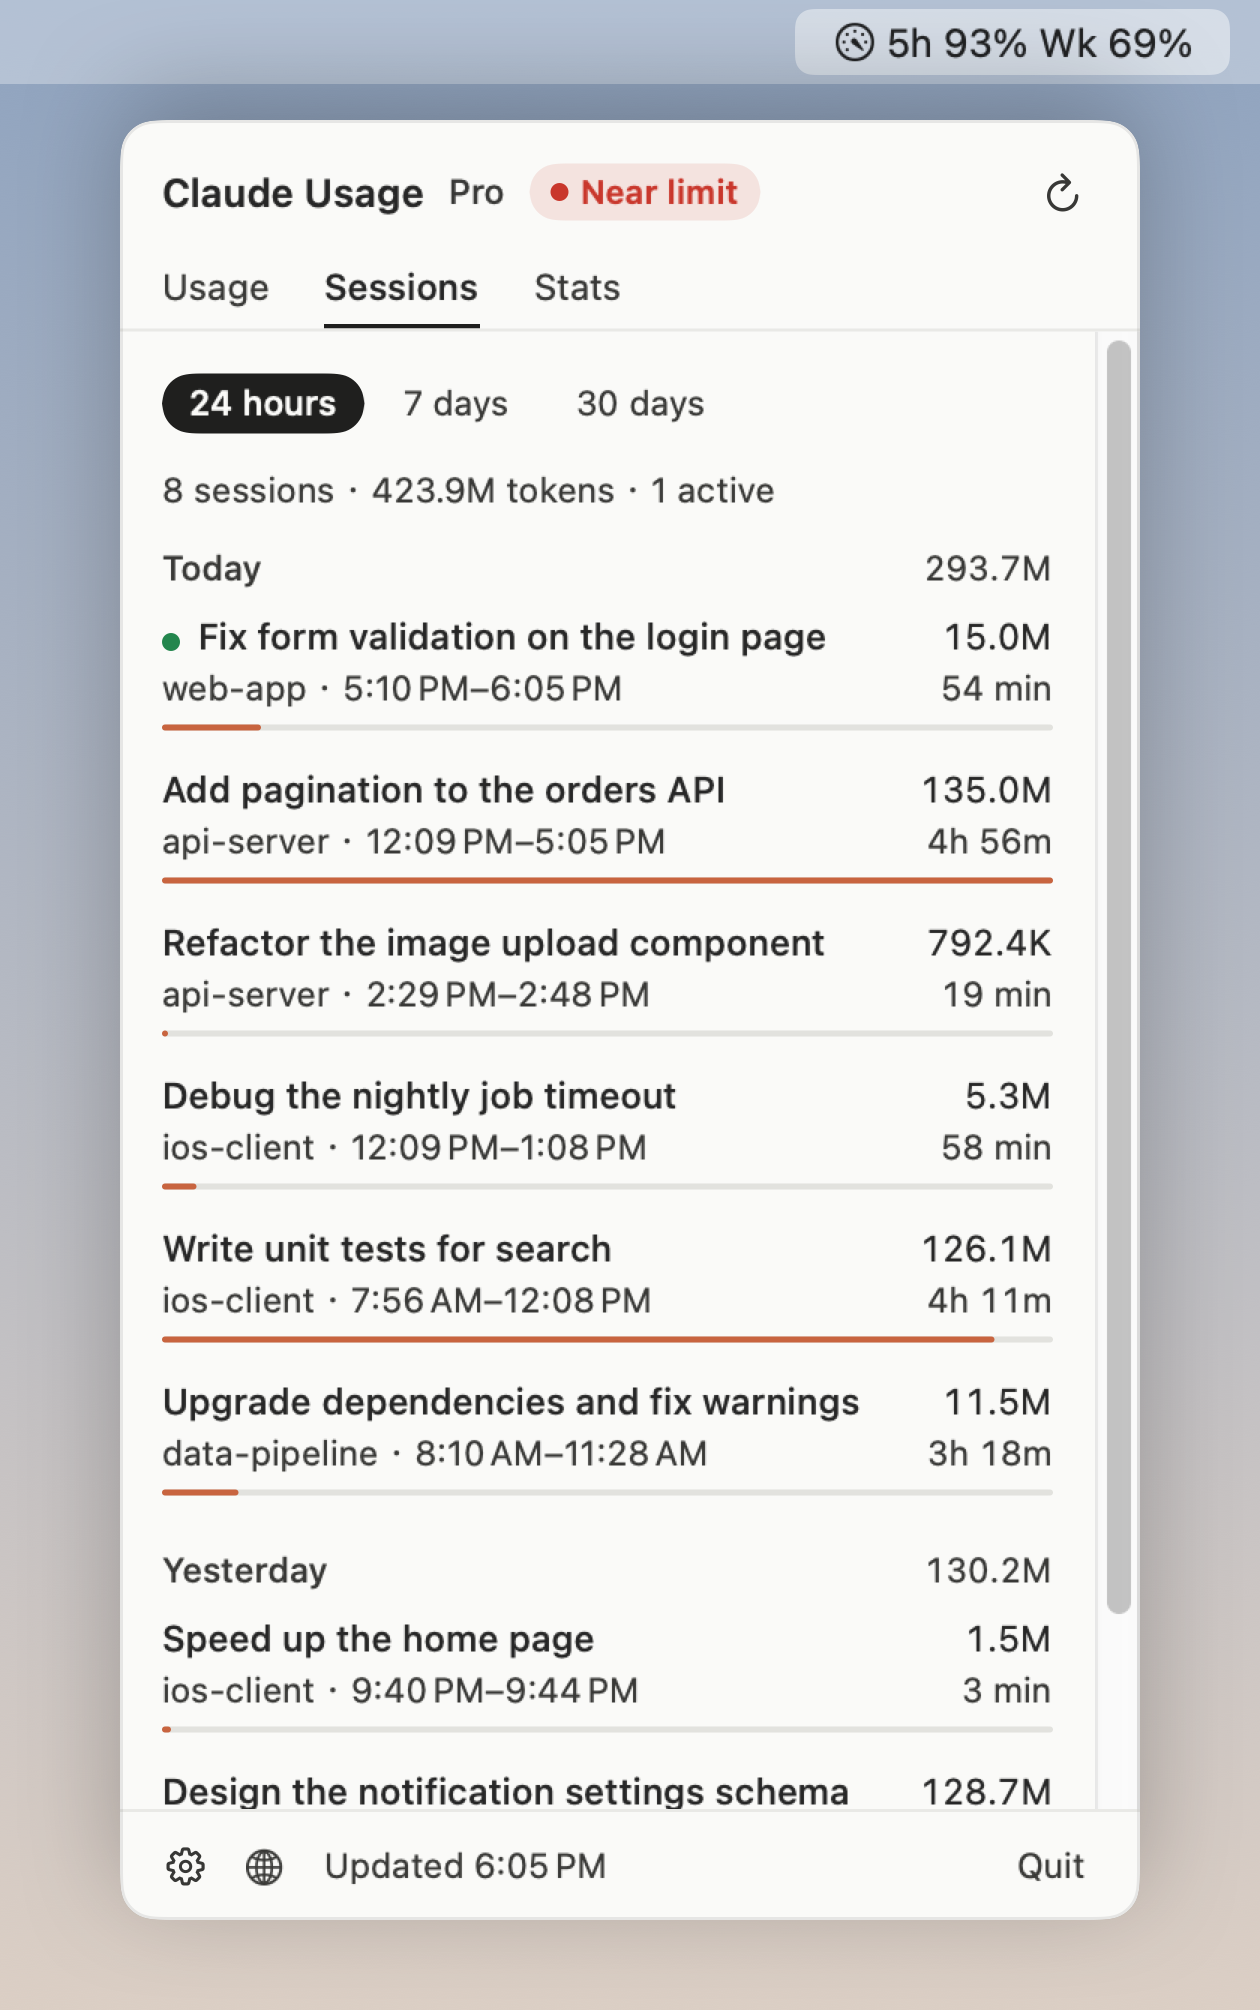 5h 93% Wk 69%
Claude Usage Pro Near limit
Usage Sessions Stats
24 hours 7 days 30 days
8 sessions · 423.9M tokens · 1 active
Today 293.7M
Fix form validation on the login page 15.0M
web-app · 5:10 PM–6:05 PM 54 min
Add pagination to the orders API 135.0M
api-server · 12:09 PM–5:05 PM 4h 56m
Refactor the image upload component 792.4K
api-server · 2:29 PM–2:48 PM 19 min
Debug the nightly job timeout 5.3M
ios-client · 12:09 PM–1:08 PM 58 min
Write unit tests for search 126.1M
ios-client · 7:56 AM–12:08 PM 4h 11m
Upgrade dependencies and fix warnings 11.5M
data-pipeline · 8:10 AM–11:28 AM 3h 18m
Yesterday 130.2M
Speed up the home page 1.5M
ios-client · 9:40 PM–9:44 PM 3 min
Design the notification settings schema 128.7M
Updated 6:05 PM Quit